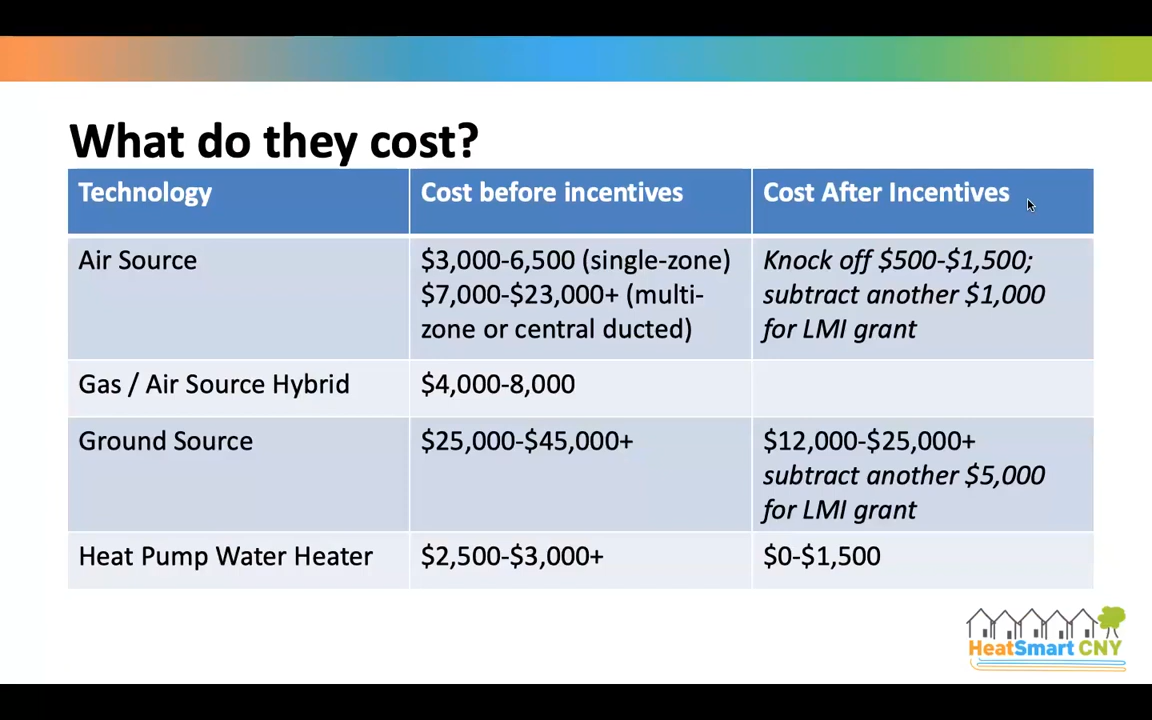 What do they cost?
Technology
Cost before incentives
Cost After Incentives
Air Source
$3,000-6,500 (single-zone)
$7,000-$23,000+ (multi-
zone or central ducted)
Knock off $500-$1,500;
subtract another $1,000
for LMI grant
Gas / Air Source Hybrid
$4,000-8,000
Ground Source
$25,000-$45,000+
$12,000-$25,000+
subtract another $5,000
for LMI grant
Heat Pump Water Heater
$2,500-$3,000+
$0-$1,500
HeatSmart CNY